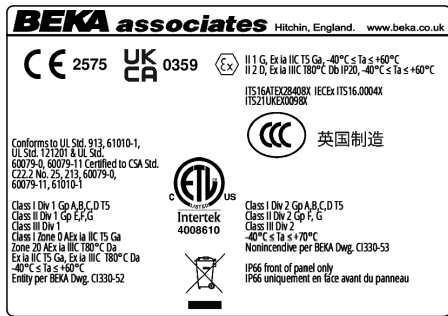 BEKA associates Hitchin, England. www.beka.co.uk
CE 2575 UK CA 0359 Ex
II 1 G, Ex ia IIC T5 Ga, -40°C ≤ Ta ≤ +60°C
II 2 D, Ex ia IIIC T80°C Db IP20, -40°C ≤ Ta ≤ +60°C
ITS16ATEX28408X IECEx ITS16.0004X
ITS21UKEX0098X
CCC 英国制造
Conforms to UL Std. 913, 61010-1,
UL Std. 121201 & UL Std.
60079-0, 60079-11 Certified to CSA Std.
C22.2 No. 25, 213, 60079-0,
60079-11, 61010-1
Class I Div 1 Gp A,B,C,D T5
Class II Div 1 Gp E,F,G
Class III Div 1
Class I Zone 0 AEx ia IIC T5 Ga
Zone 20 AEx ia IIIC T80°C Da
Ex ia IIC T5 Ga, Ex ia IIIC T80°C Da
-40°C ≤ Ta ≤ +60°C
Entity per BEKA Dwg. CI330-52
ETL
LISTED
C US
Intertek
4008610
Class I Div 2 Gp A,B,C,D T5
Class II Div 2 Gp F, G
Class III Div 2
-40°C ≤ Ta ≤ +70°C
Nonincendive per BEKA Dwg. CI330-53
IP66 front of panel only
IP66 uniquement en face avant du panneau